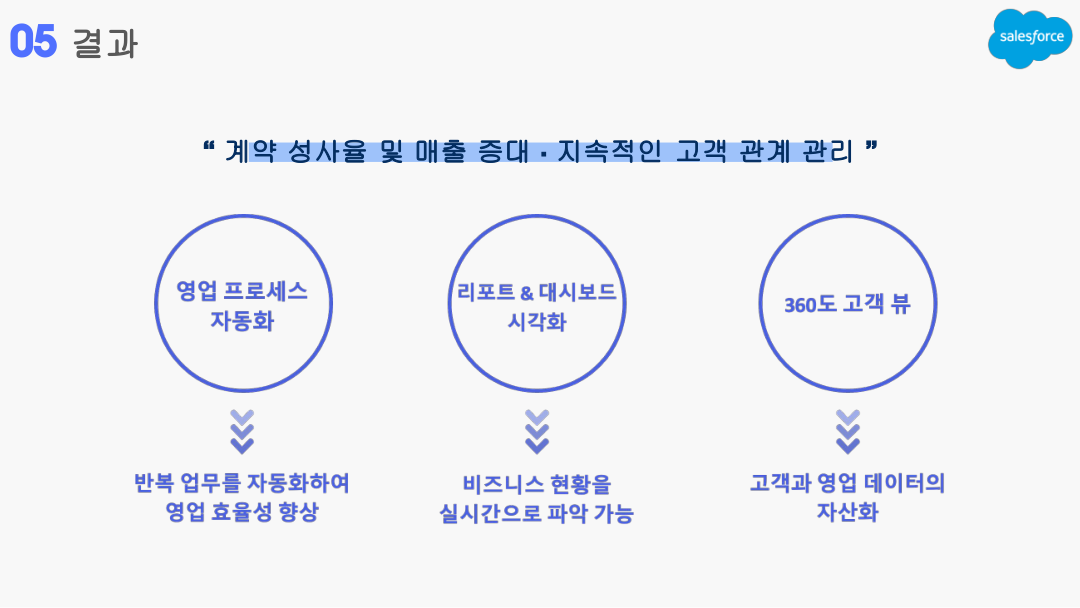 05 결과
salesforce
“ 계약 성사율 및 매출 증대 · 지속적인 고객 관계 관리 ”
영업 프로세스
자동화
리포트 & 대시보드
시각화
360도 고객 뷰
반복 업무를 자동화하여
영업 효율성 향상
비즈니스 현황을
실시간으로 파악 가능
고객과 영업 데이터의
자산화